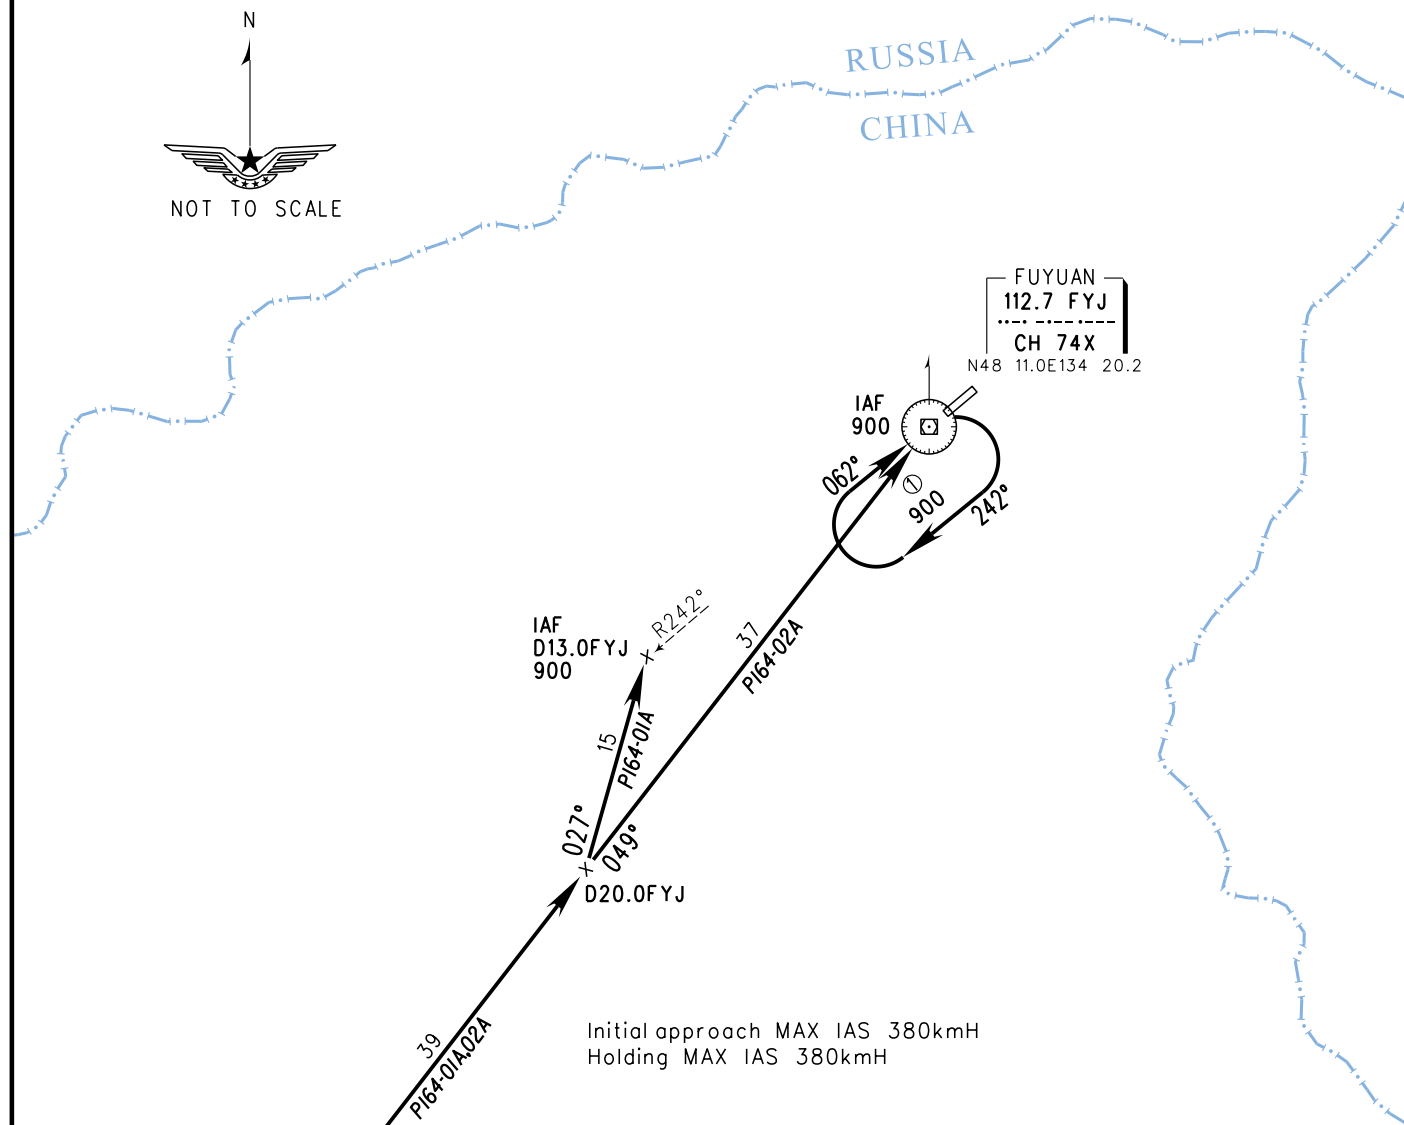 N
NOT TO SCALE
RUSSIA
CHINA
FUYUAN
112.7 FYJ
CH 74X
N48 11.0E134 20.2
IAF
900
062°
1
900
242°
IAF
D13.0FYJ
900
R242°
37
PI64-02A
15
PI64-01A
027°
049°
D20.0FYJ
39
PI64-01A,02A
Initial approach MAX IAS 380kmH
Holding MAX IAS 380kmH